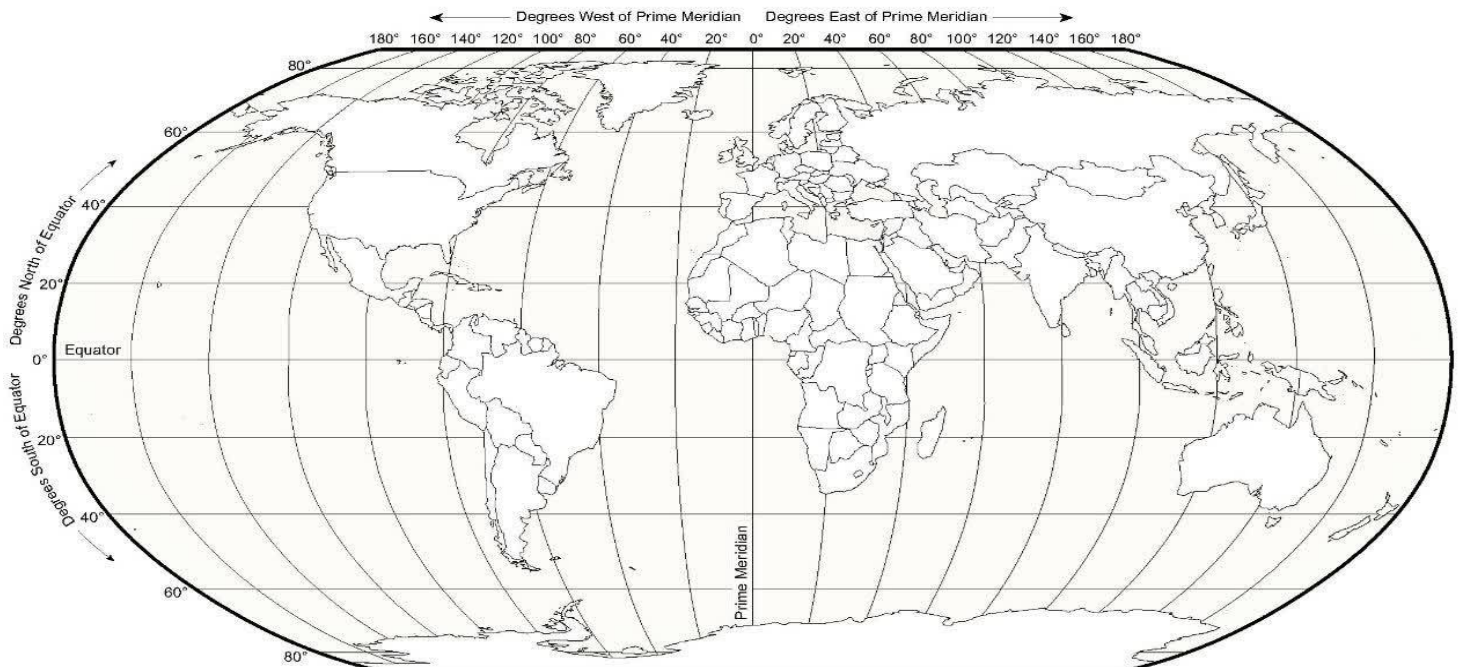 Degrees West of Prime Meridian Degrees East of Prime Meridian
180° 160° 140° 120° 100° 80° 60° 40° 20° 0° 20° 40° 60° 80° 100° 120° 140° 160° 180°
80°
60°
40°
20°
0°
20°
40°
60°
80°
Degrees North of Equator
Equator
Degrees South of Equator
Prime Meridian